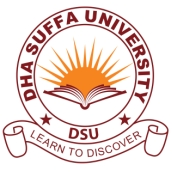 DHA SUFFA UNIVERSITY
DSU
LEARN TO DISCOVER